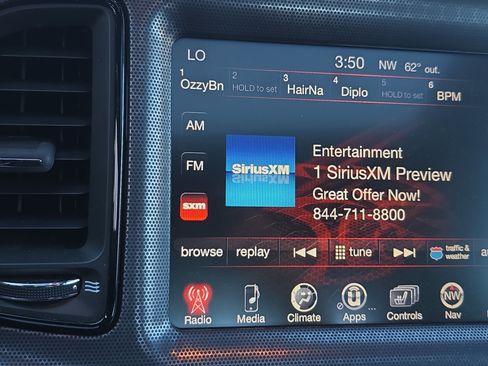 LO 3:50 NW 62° out.
1 2 3 4 5 6
OzzyBn HOLD to set HairNa Diplo HOLD to set BPM
AM
FM
sxm
SiriusXM
Entertainment
1 SiriusXM Preview
Great Offer Now!
844-711-8800
browse replay tune traffic & weather
Radio Media Climate Apps Controls NW Nav